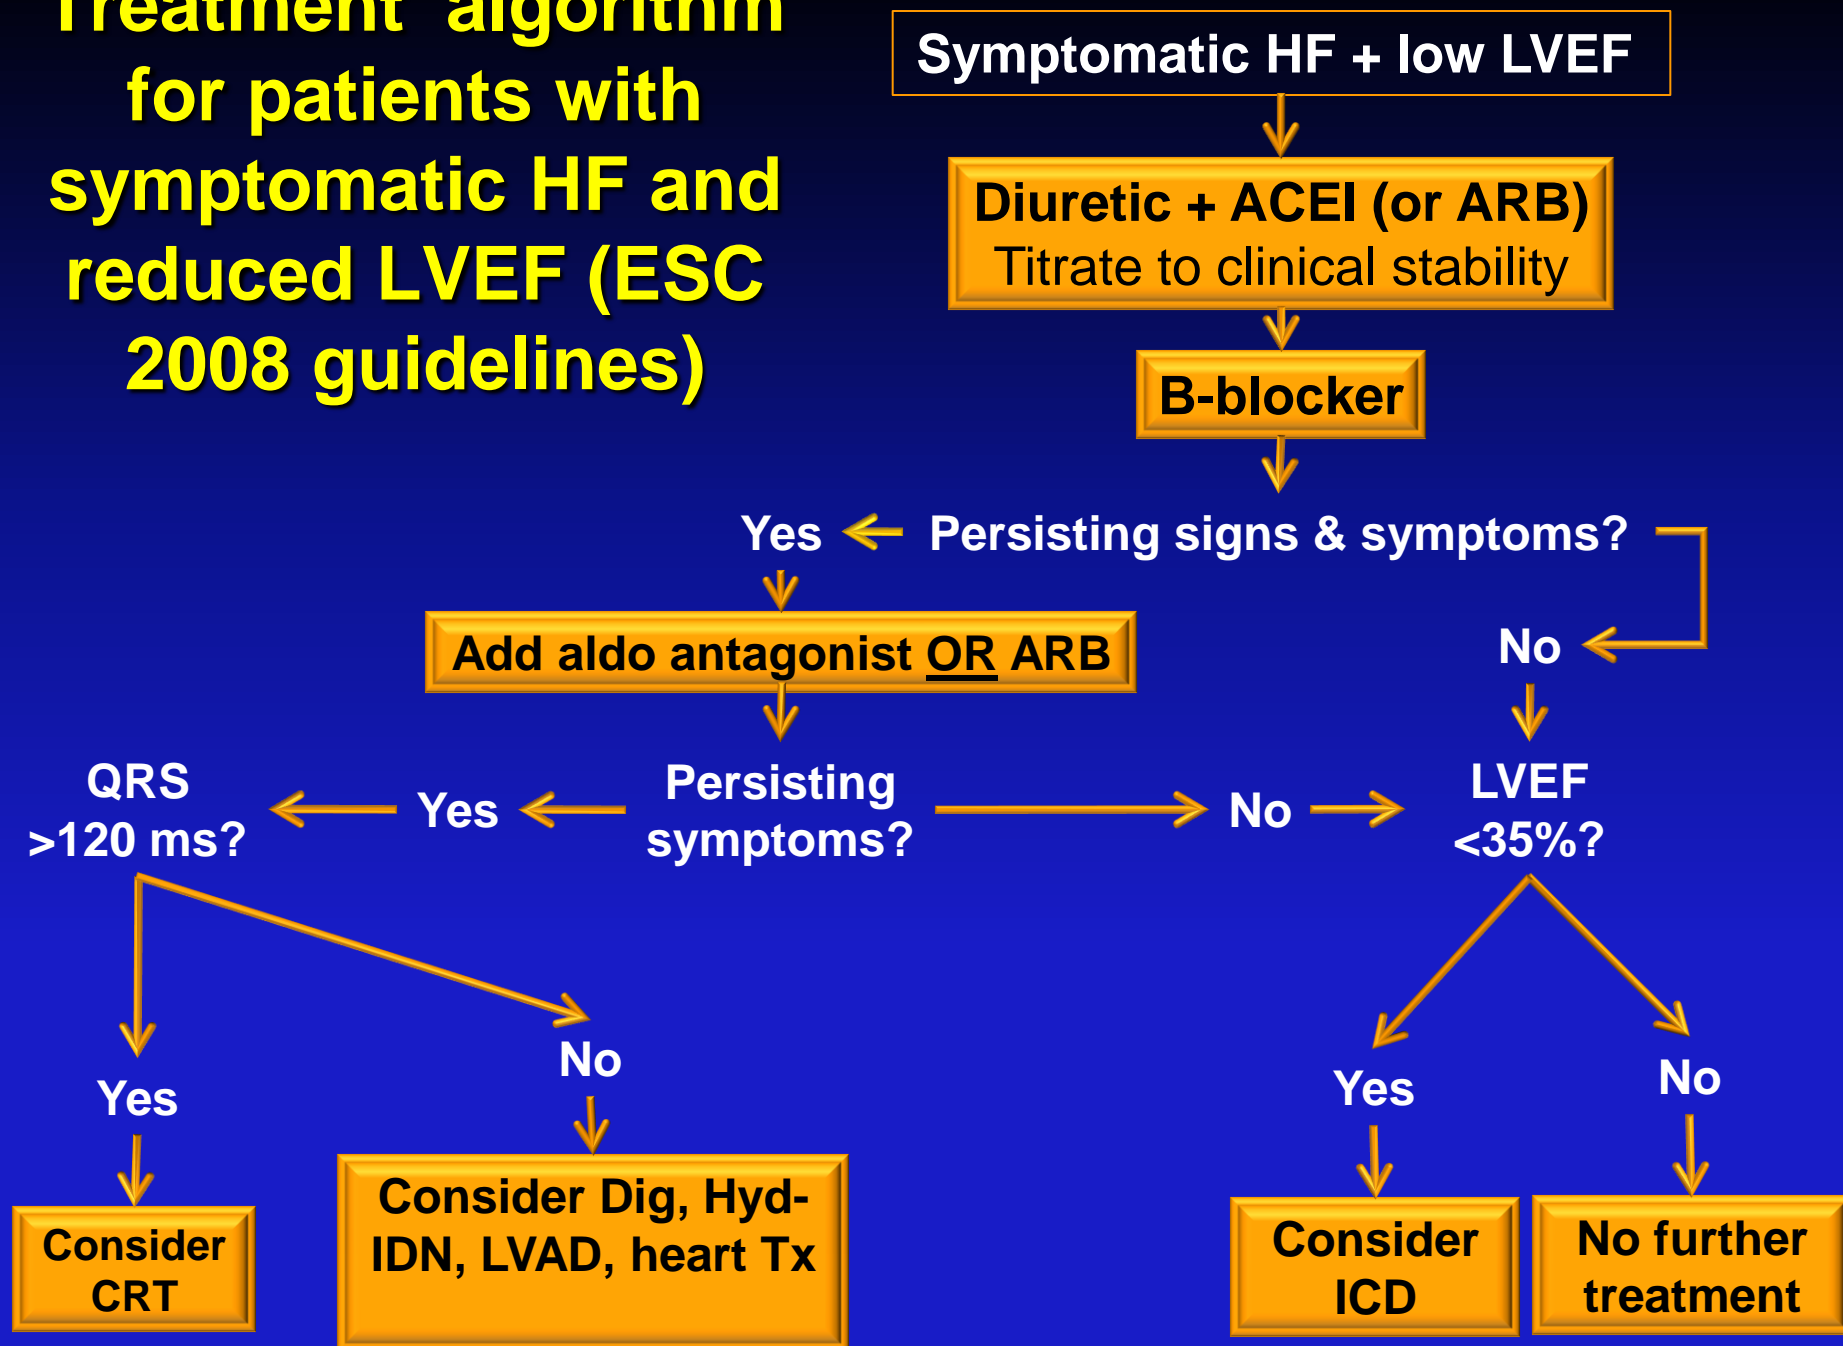 Treatment algorithm
for patients with
symptomatic HF and
reduced LVEF (ESC
2008 guidelines)
Symptomatic HF + low LVEF
Diuretic + ACEI (or ARB)
Titrate to clinical stability
B-blocker
Yes
Persisting signs & symptoms?
Add aldo antagonist OR ARB
No
QRS
>120 ms?
Yes
Persisting
symptoms?
No
LVEF
<35%?
Yes
No
Yes
No
Consider
CRT
Consider Dig, Hyd-
IDN, LVAD, heart Tx
Consider
ICD
No further
treatment